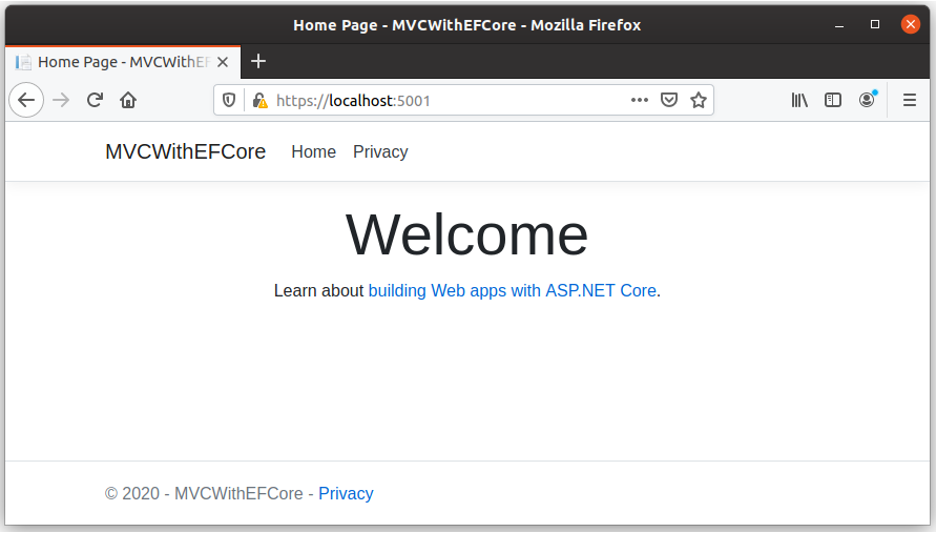 Home Page - MVCWithEFCore - Mozilla Firefox
Home Page - MVCWithEF
https://localhost:5001
MVCWithEFCore Home Privacy
Welcome
Learn about building Web apps with ASP.NET Core.
© 2020 - MVCWithEFCore - Privacy